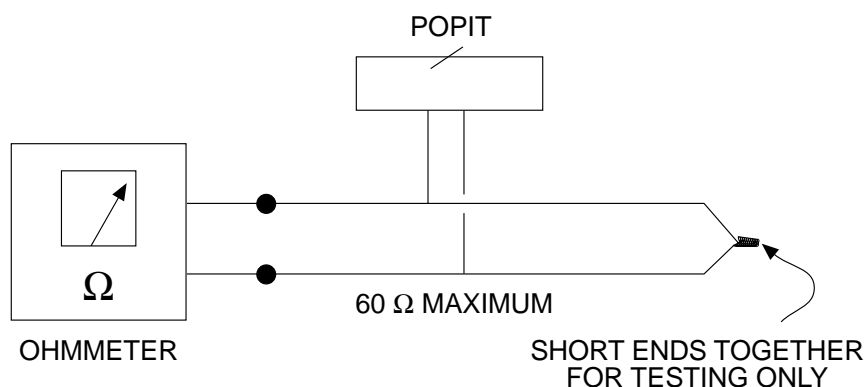 POPIT
Ω
60 Ω MAXIMUM
OHMMETER
SHORT ENDS TOGETHER
FOR TESTING ONLY